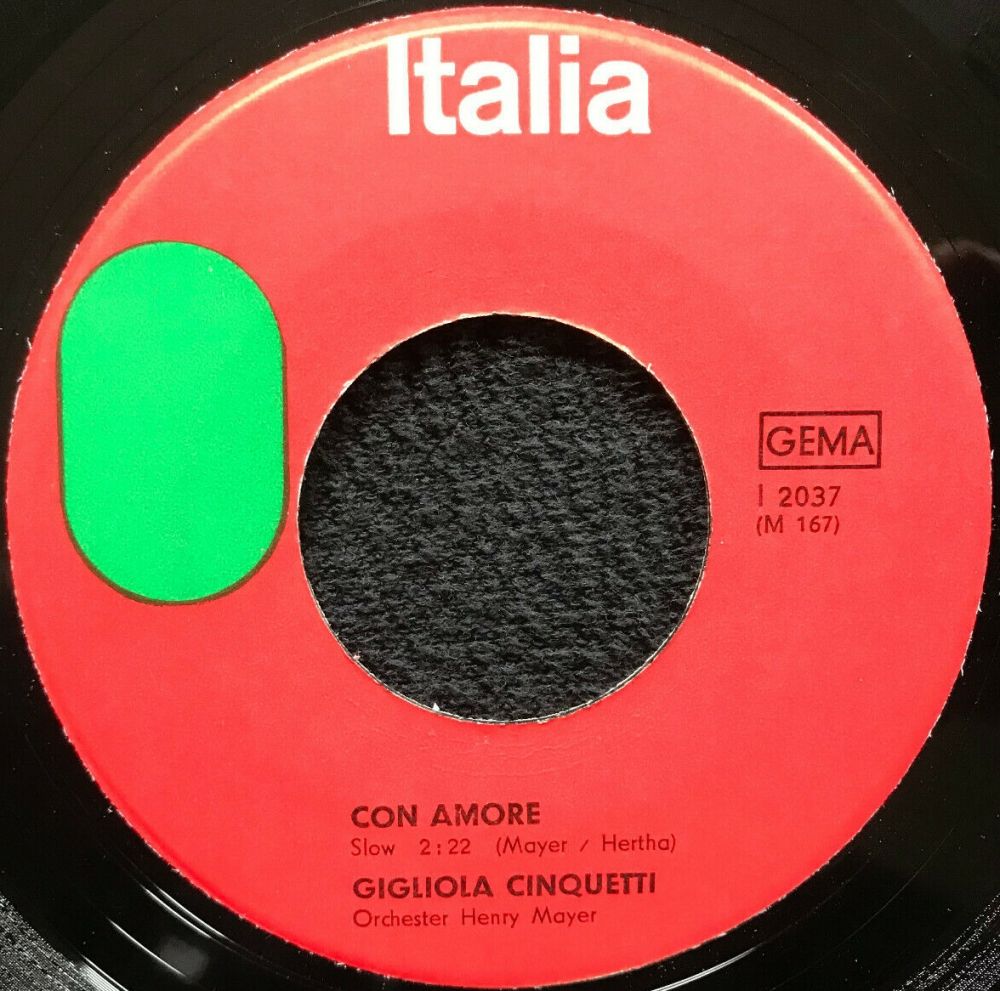 Italia
GEMA
I 2037
(M 167)
CON AMORE
Slow 2:22 (Mayer / Hertha)
GIGLIOLA CINQUETTI
Orchester Henry Mayer